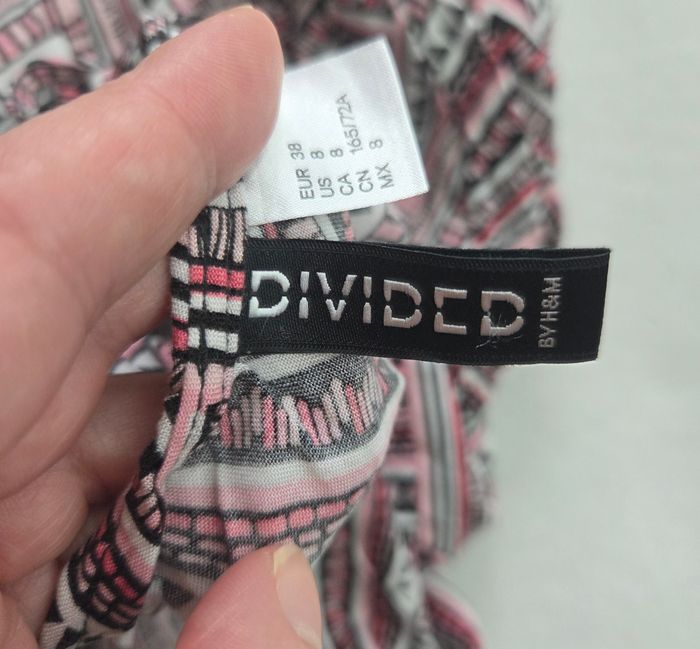 EUR 38
US 8
CA 8
CN 165/72A
MX 8
DIVIDED
BY H&M